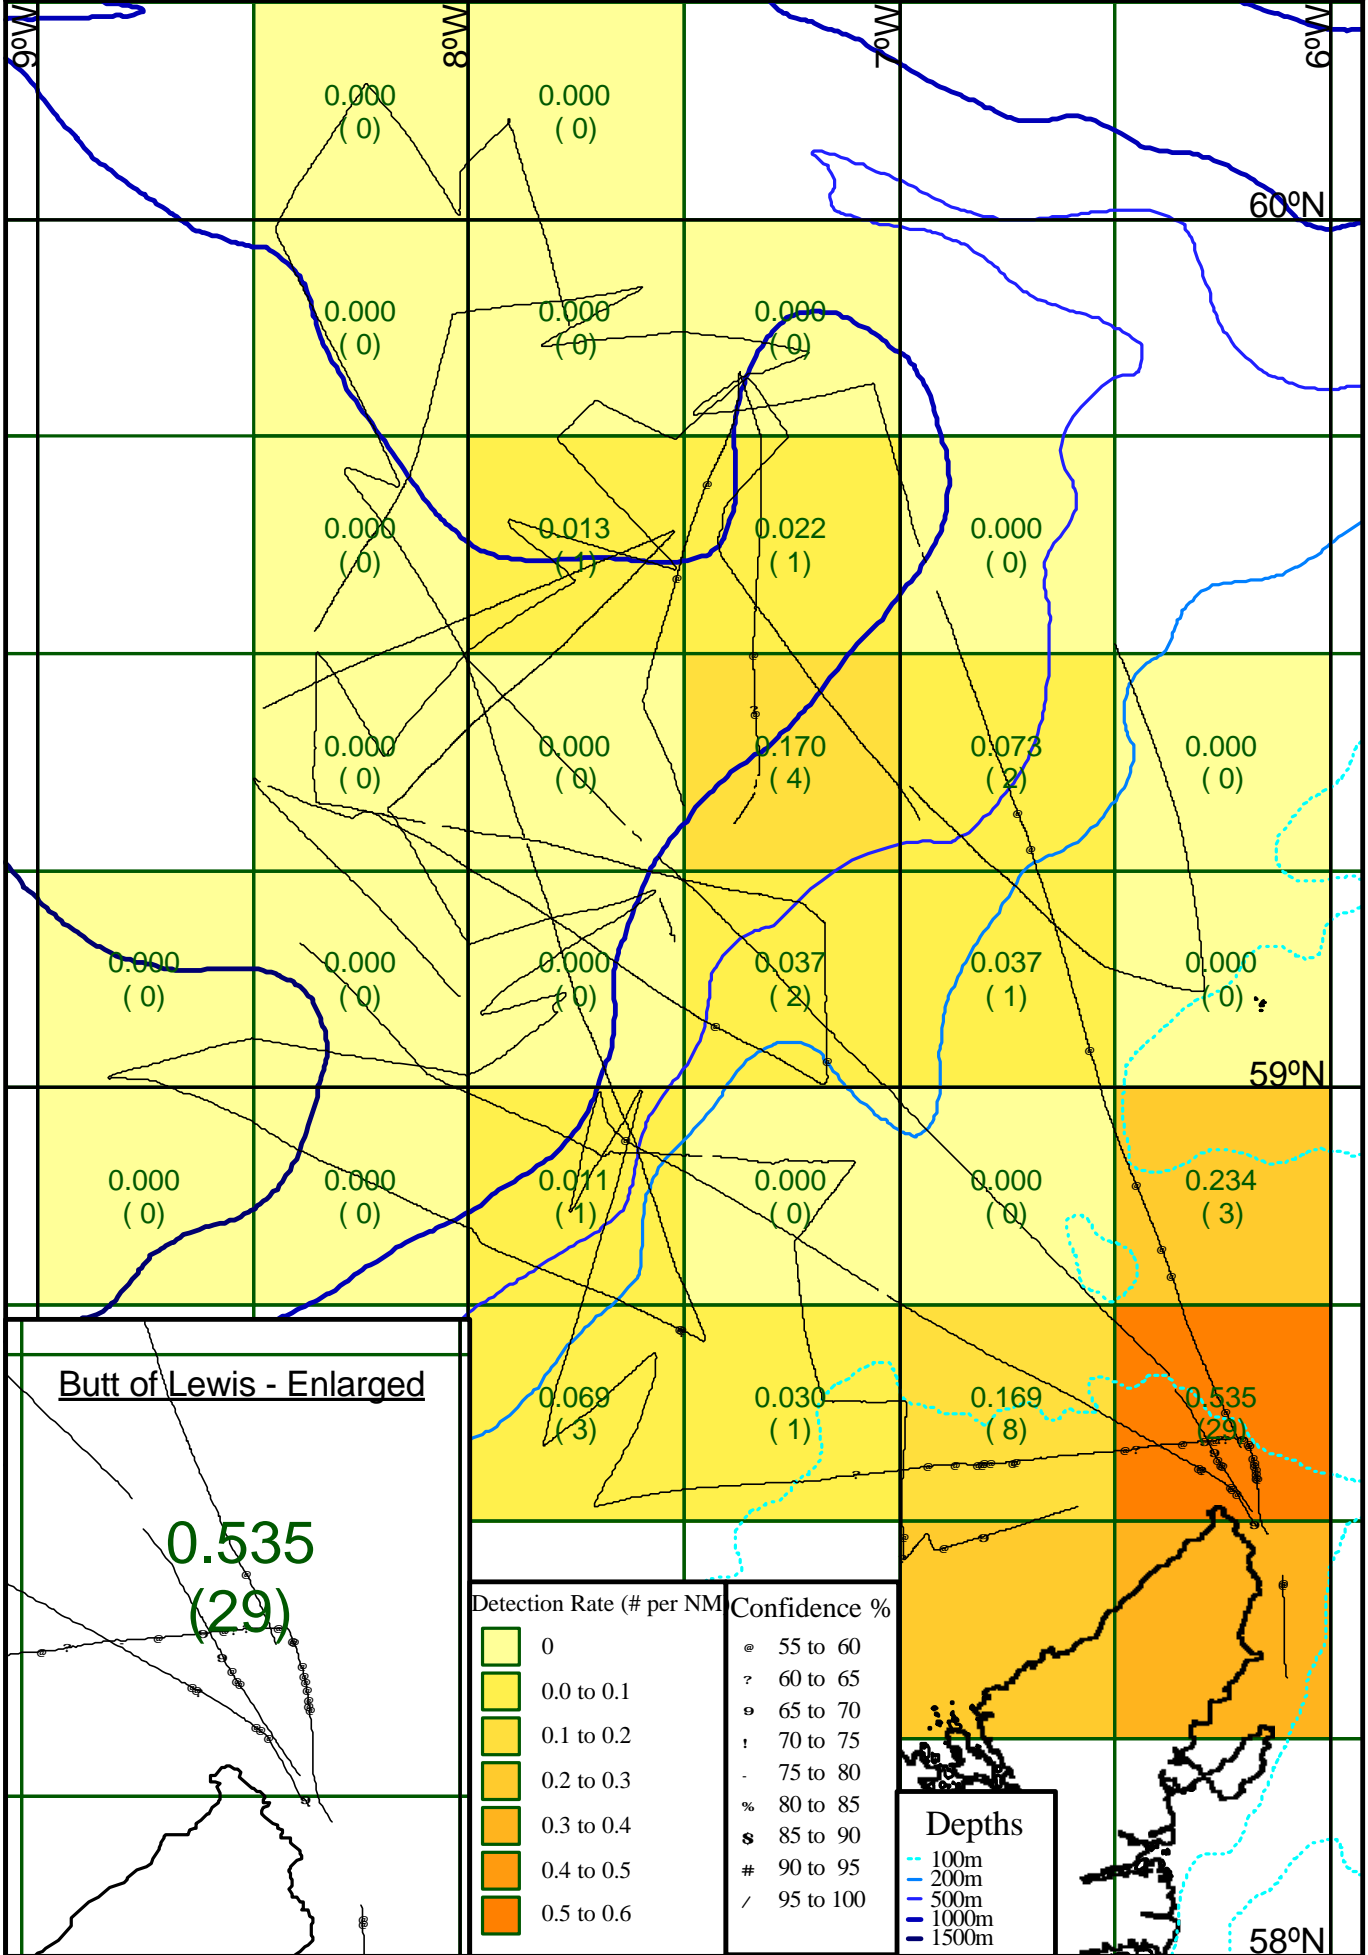 9ºW
8ºW
7ºW
6ºW
0.000 0.000
( 0) ( 0)
60ºN
0.000 0.000 0.000
( 0) ( 0) ( 0)
0.000 0.013 0.022 0.000
( 0) ( 1) ( 1) ( 0)
0.000 0.000 0.170 0.073 0.000
( 0) ( 0) ( 4) ( 2) ( 0)
0.000 0.000 0.000 0.037 0.037 0.000
( 0) ( 0) ( 0) ( 2) ( 1) ( 0)
59ºN
0.000 0.000 0.011 0.000 0.000 0.234
( 0) ( 0) ( 1) ( 0) ( 0) ( 3)
0.069 0.030 0.169 0.535
( 3) ( 1) ( 8) (29)
Butt of Lewis - Enlarged
0.535
(29)
Detection Rate (# per NM)
0
0.0 to 0.1
0.1 to 0.2
0.2 to 0.3
0.3 to 0.4
0.4 to 0.5
0.5 to 0.6
Confidence %
@ 55 to 60
? 60 to 65
9 65 to 70
! 70 to 75
- 75 to 80
% 80 to 85
$ 85 to 90
# 90 to 95
/ 95 to 100
Depths
100m
200m
500m
1000m
1500m
58ºN